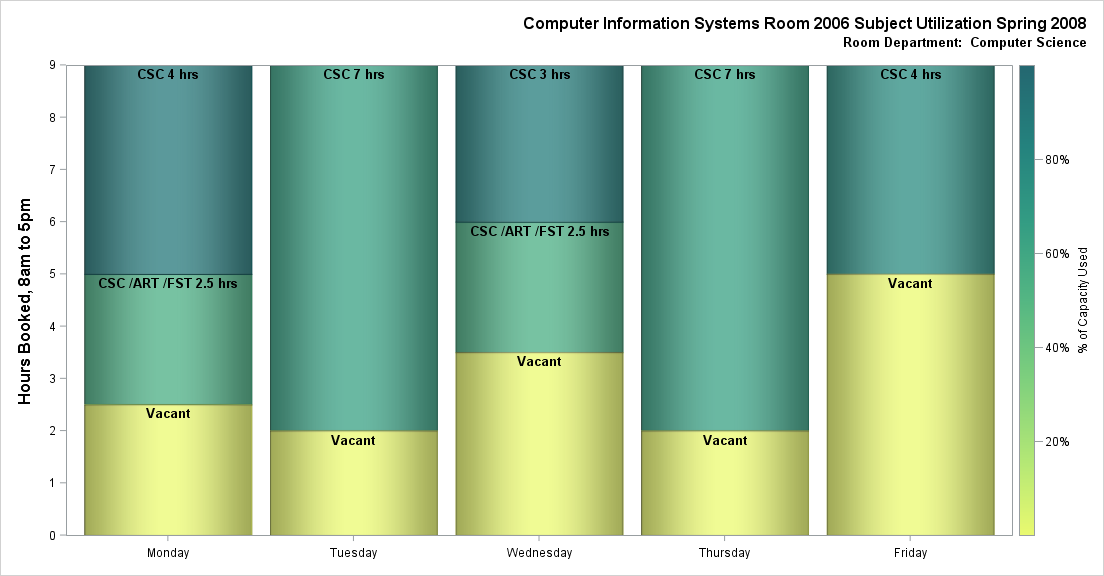 Computer Information Systems Room 2006 Subject Utilization Spring 2008
Room Department:  Computer Science
Hours Booked, 8am to 5pm
9
8
7
6
5
4
3
2
1
0
CSC 4 hrs
CSC /ART /FST 2.5 hrs
Vacant
CSC 7 hrs
Vacant
CSC 3 hrs
CSC /ART /FST 2.5 hrs
Vacant
CSC 7 hrs
Vacant
CSC 4 hrs
Vacant
Monday
Tuesday
Wednesday
Thursday
Friday
80%
60%
40%
20%
% of Capacity Used